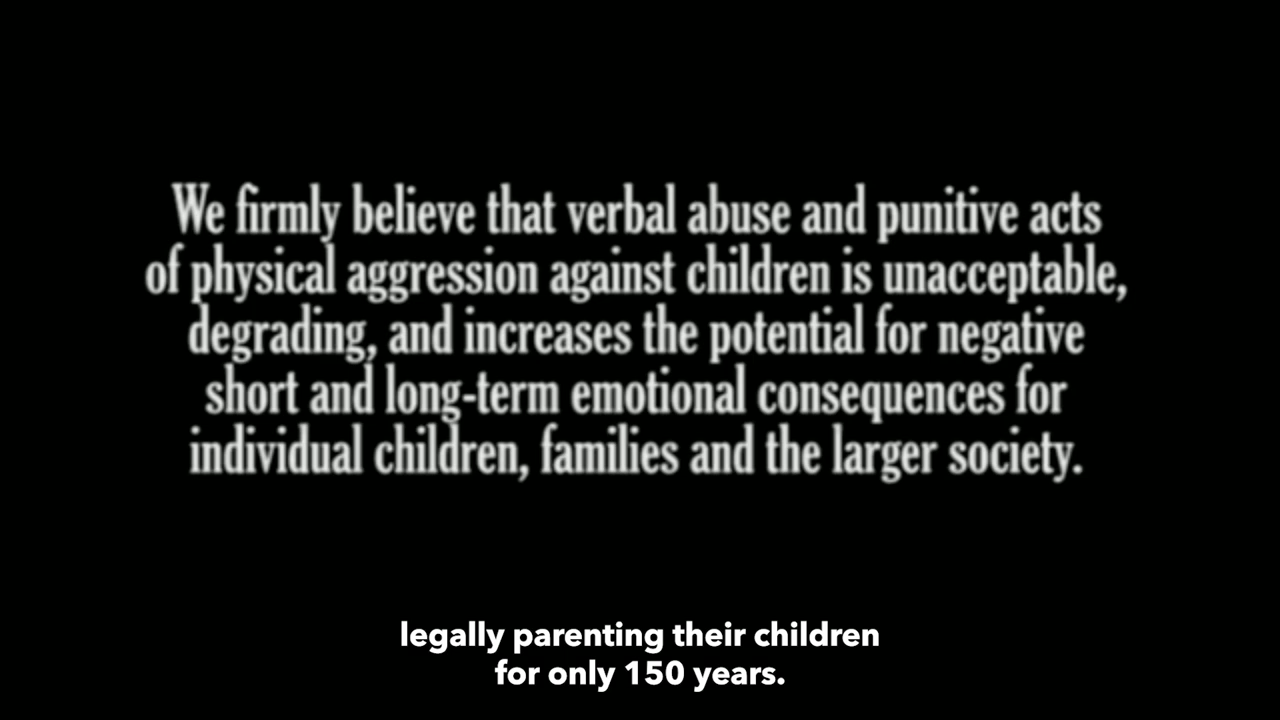 We firmly believe that verbal abuse and punitive acts
of physical aggression against children is unacceptable,
degrading, and increases the potential for negative
short and long-term emotional consequences for
individual children, families and the larger society.
legally parenting their children
for only 150 years.